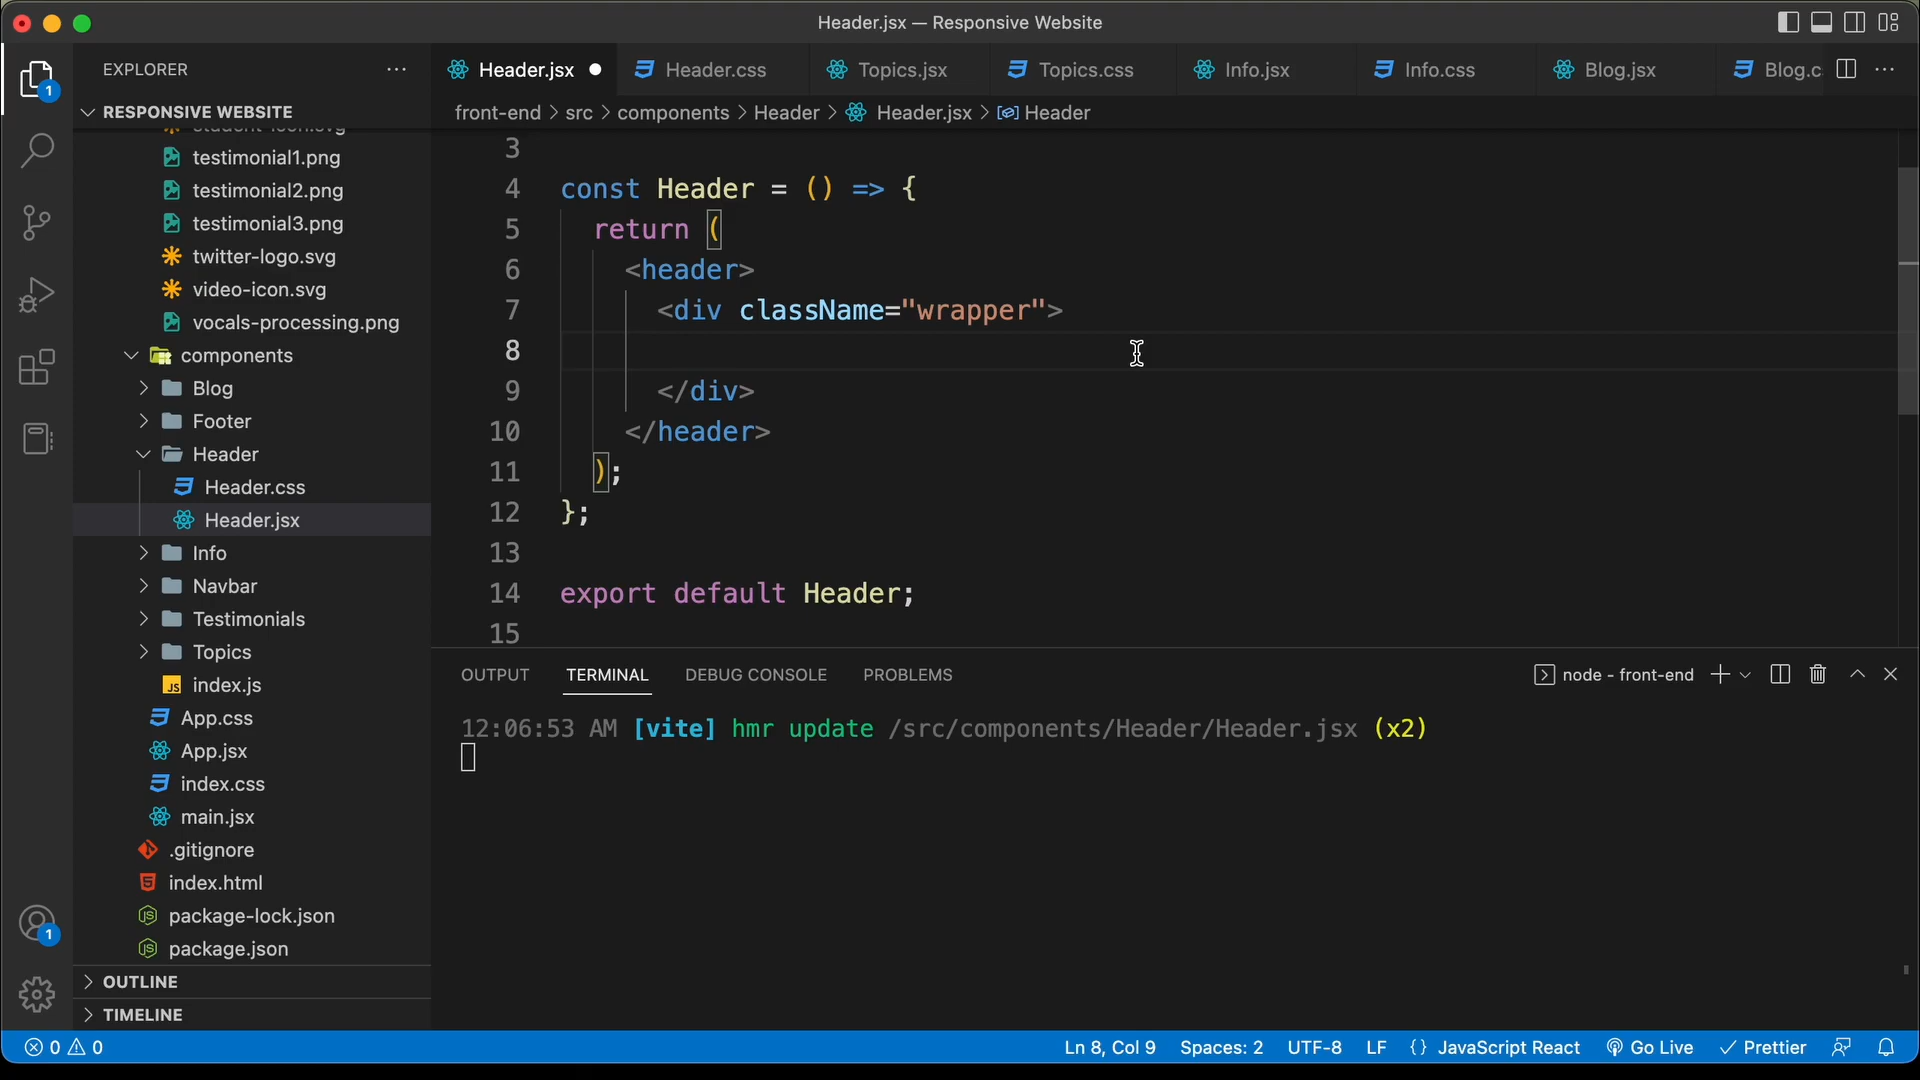 Header.jsx — Responsive Website
EXPLORER
Header.jsx
Header.css
Topics.jsx
Topics.css
Info.jsx
Info.css
Blog.jsx
Blog.c
RESPONSIVE WEBSITE
front-end > src > components > Header > Header.jsx > Header
1
student-icon.svg
testimonial1.png
testimonial2.png
testimonial3.png
twitter-logo.svg
video-icon.svg
vocals-processing.png
components
Blog
Footer
Header
Header.css
Header.jsx
Info
Navbar
Testimonials
Topics
JS index.js
App.css
App.jsx
index.css
main.jsx
.gitignore
index.html
package-lock.json
package.json
1
OUTLINE
TIMELINE
3
4 const Header = () => {
5 return (
6 <header>
7 <div className="wrapper">
8
9 </div>
10 </header>
11 );
12 };
13
14 export default Header;
15
OUTPUT
TERMINAL
DEBUG CONSOLE
PROBLEMS
node - front-end
12:06:53 AM [vite] hmr update /src/components/Header/Header.jsx (x2)
0 0
Ln 8, Col 9
Spaces: 2
UTF-8
LF
{} JavaScript React
Go Live
Prettier